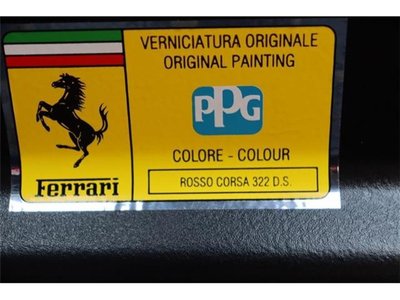 VERNICIATURA ORIGINALE
ORIGINAL PAINTING
PPG
COLORE - COLOUR
ROSSO CORSA 322 D.S.
Ferrari